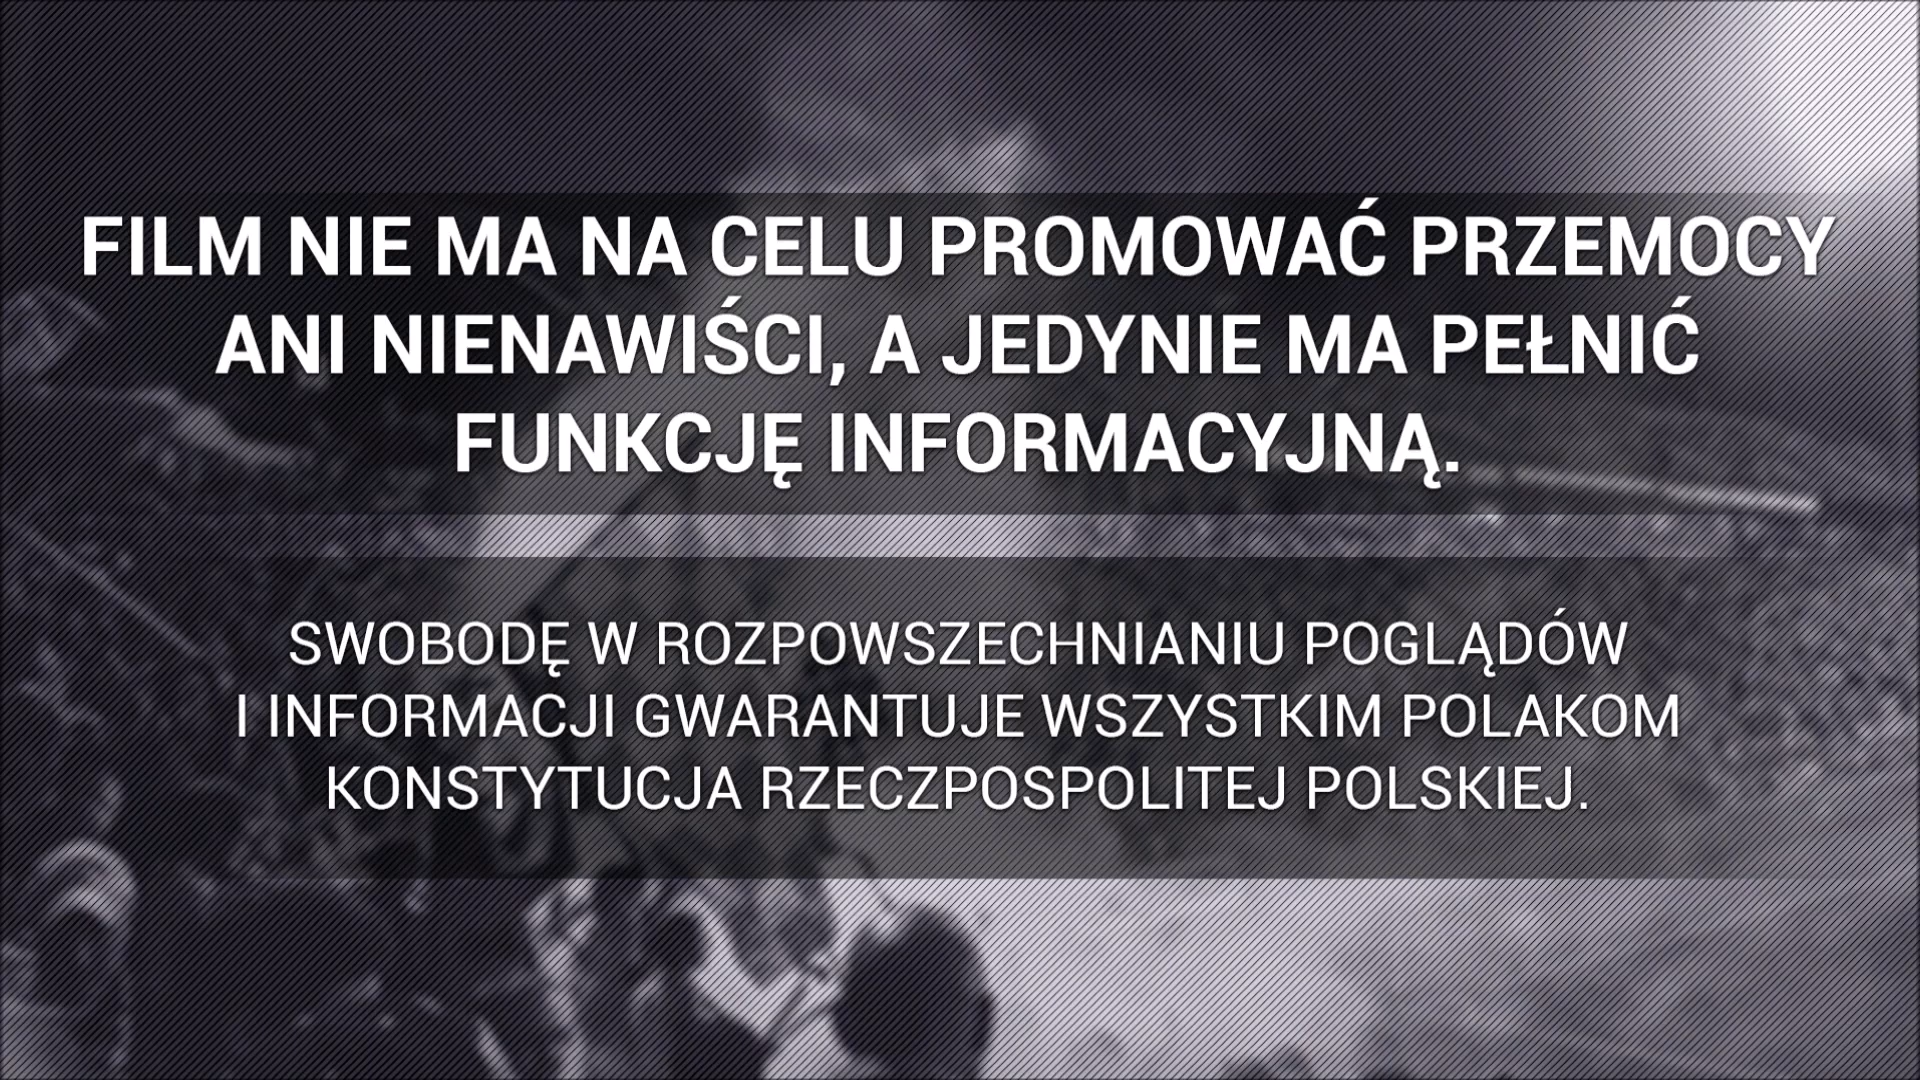 FILM NIE MA NA CELU PROMOWAĆ PRZEMOCY
ANI NIENAWIŚCI, A JEDYNIE MA PEŁNIĆ
FUNKCJĘ INFORMACYJNĄ.
SWOBODĘ W ROZPOWSZECHNIANIU POGLĄDÓW
I INFORMACJI GWARANTUJE WSZYSTKIM POLAKOM
KONSTYTUCJA RZECZPOSPOLITEJ POLSKIEJ.